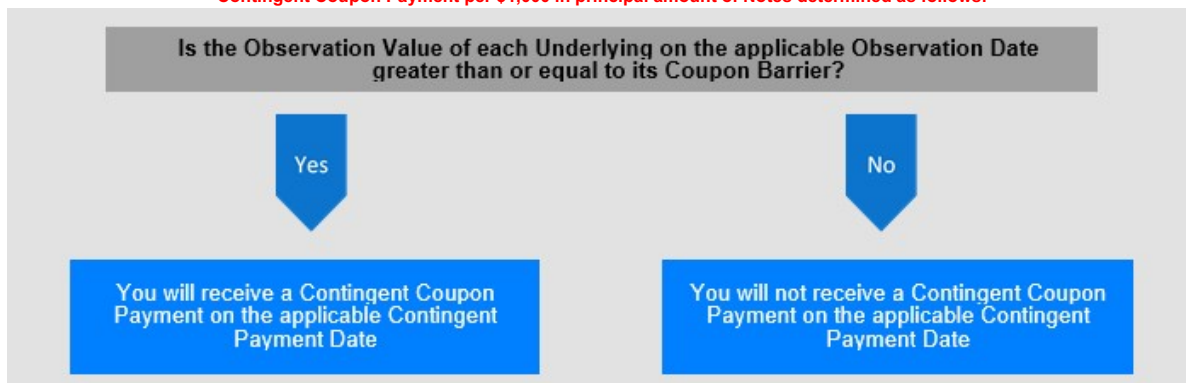 Contingent Coupon Payment per $1,000 in principal amount of Notes determined as follows:
Is the Observation Value of each Underlying on the applicable Observation Date
greater than or equal to its Coupon Barrier?
Yes
No
You will receive a Contingent Coupon
Payment on the applicable Contingent
Payment Date
You will not receive a Contingent Coupon
Payment on the applicable Contingent
Payment Date